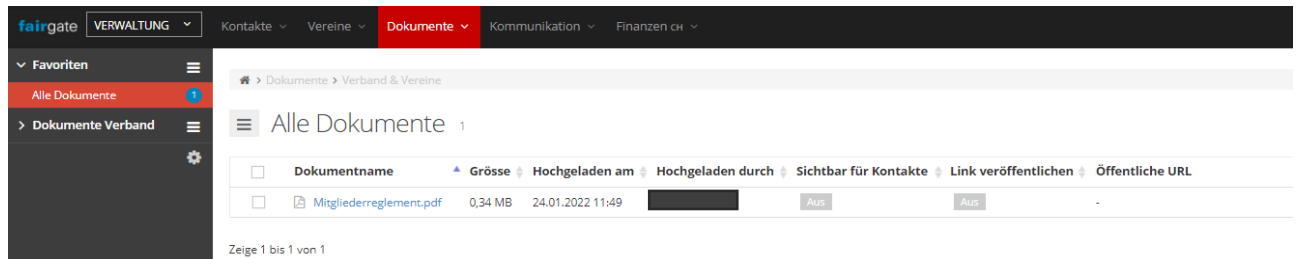 fairgate VERWALTUNG Kontakte Vereine Dokumente Kommunikation Finanzen CH
Favoriten
Alle Dokumente 1
Dokumente Verband
> Dokumente > Verband & Vereine
Alle Dokumente 1
Dokumentname Grösse Hochgeladen am Hochgeladen durch Sichtbar für Kontakte Link veröffentlichen Öffentliche URL
Mitgliederreglement.pdf 0,34 MB 24.01.2022 11:49 Aus Aus -
Zeige 1 bis 1 von 1